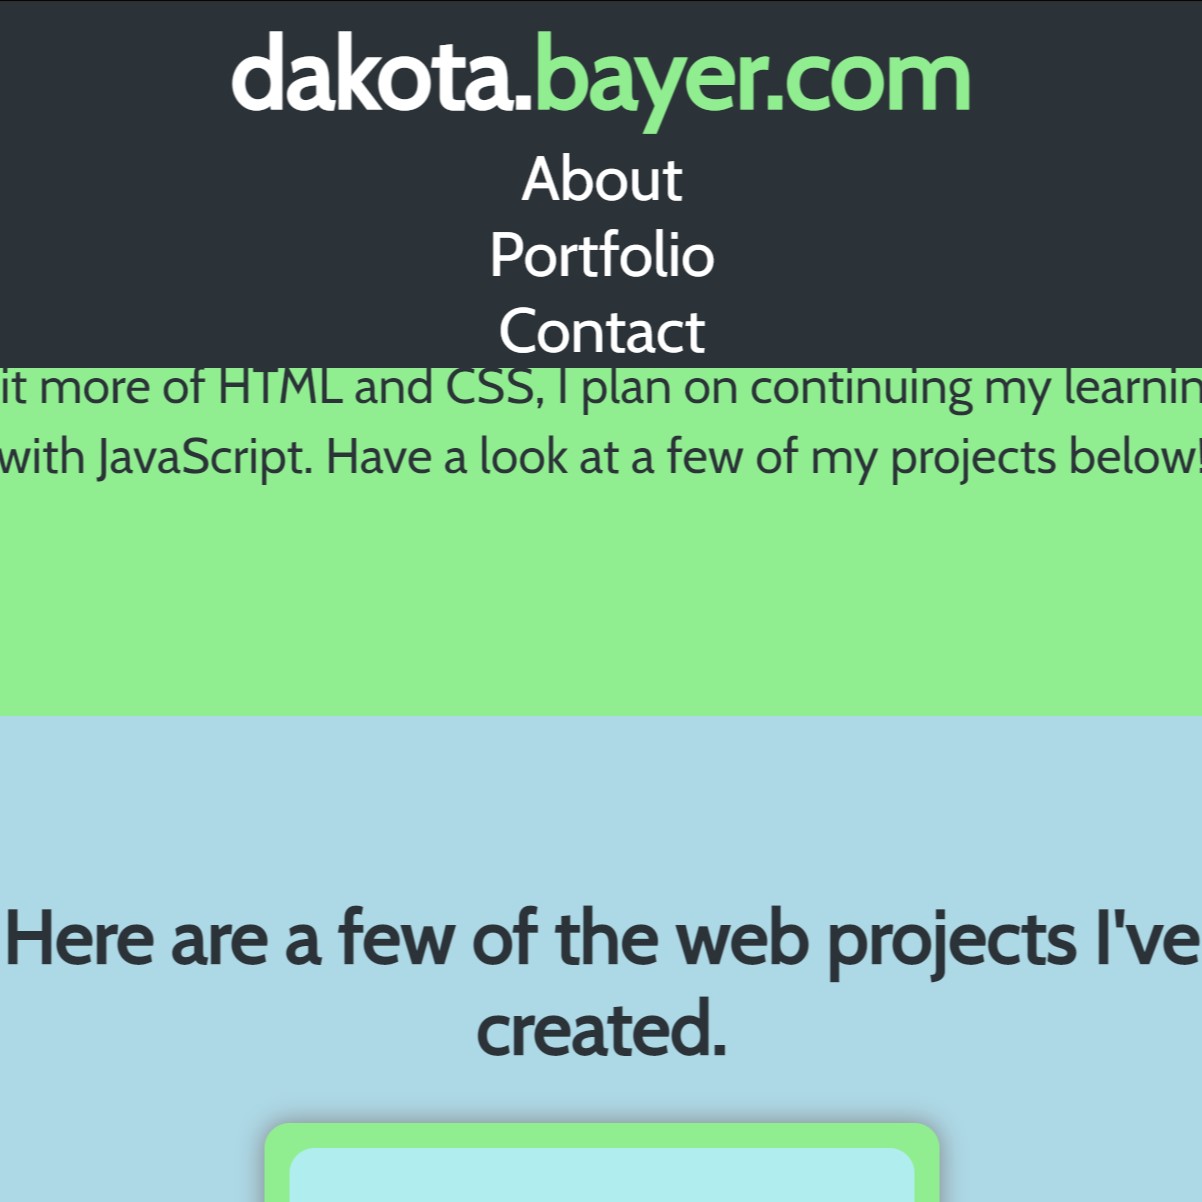 dakota.bayer.com
About
Portfolio
Contact
it more of HTML and CSS, I plan on continuing my learnin
with JavaScript. Have a look at a few of my projects below!
Here are a few of the web projects I've
created.